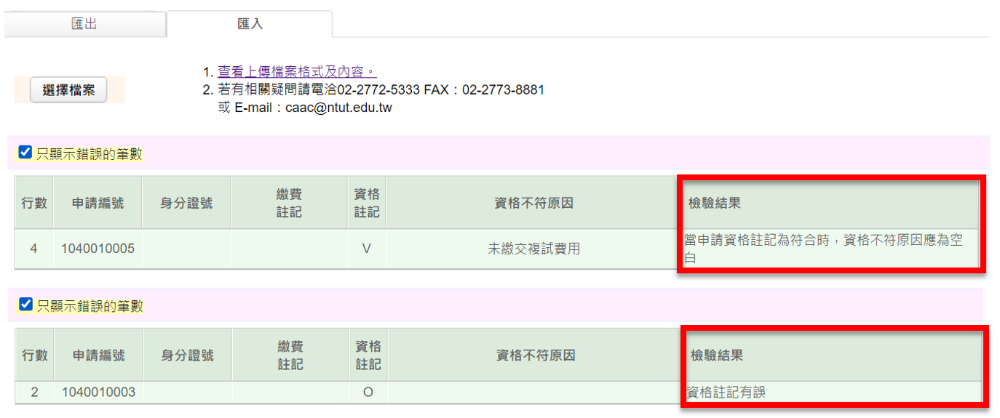 匯出
匯入
選擇檔案
1. 查看上傳檔案格式及內容。
2. 若有相關疑問請電洽02-2772-5333 FAX：02-2773-8881
或 E-mail：caac@ntut.edu.tw
只顯示錯誤的筆數
行數 申請編號 身分證號 繳費 資格 資格不符原因 檢驗結果
註記 註記
4 1040010005 V 未繳交複試費用 當申請資格註記為符合時，資格不符原因應為空
白
只顯示錯誤的筆數
行數 申請編號 身分證號 繳費 資格 資格不符原因 檢驗結果
註記 註記
2 1040010003 O 資格註記有誤